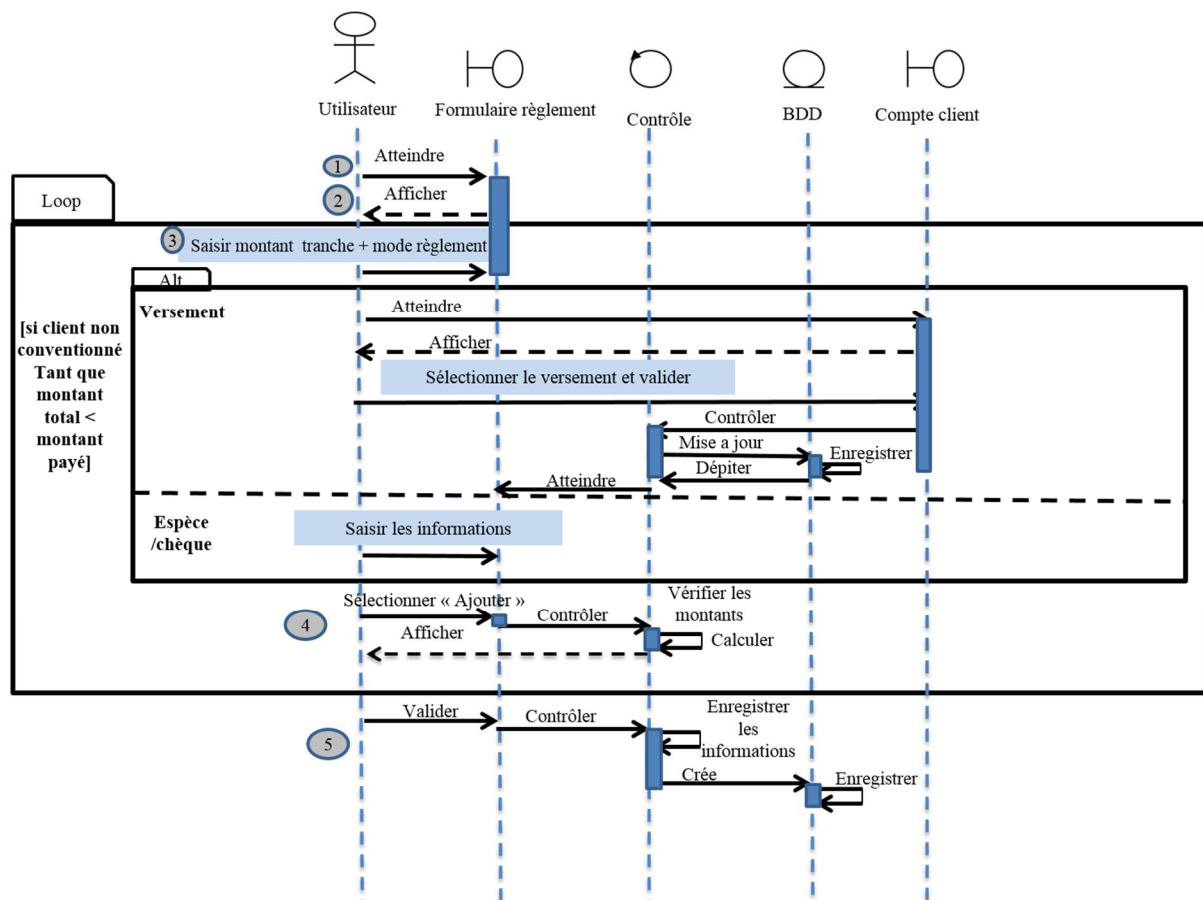 Utilisateur
Formulaire règlement
Contrôle
BDD
Compte client
1
Atteindre
2
Afficher
Loop
3
Saisir montant tranche + mode règlement
Alt
Versement
Atteindre
[si client non
conventionné
Tant que
montant
total <
montant
payé]
Afficher
Sélectionner le versement et valider
Contrôler
Mise a jour
Enregistrer
Dépiter
Atteindre
Espèce
/chèque
Saisir les informations
Sélectionner « Ajouter »
4
Contrôler
Vérifier les
montants
Afficher
Calculer
Valider
5
Contrôler
Enregistrer
les
informations
Crée
Enregistrer